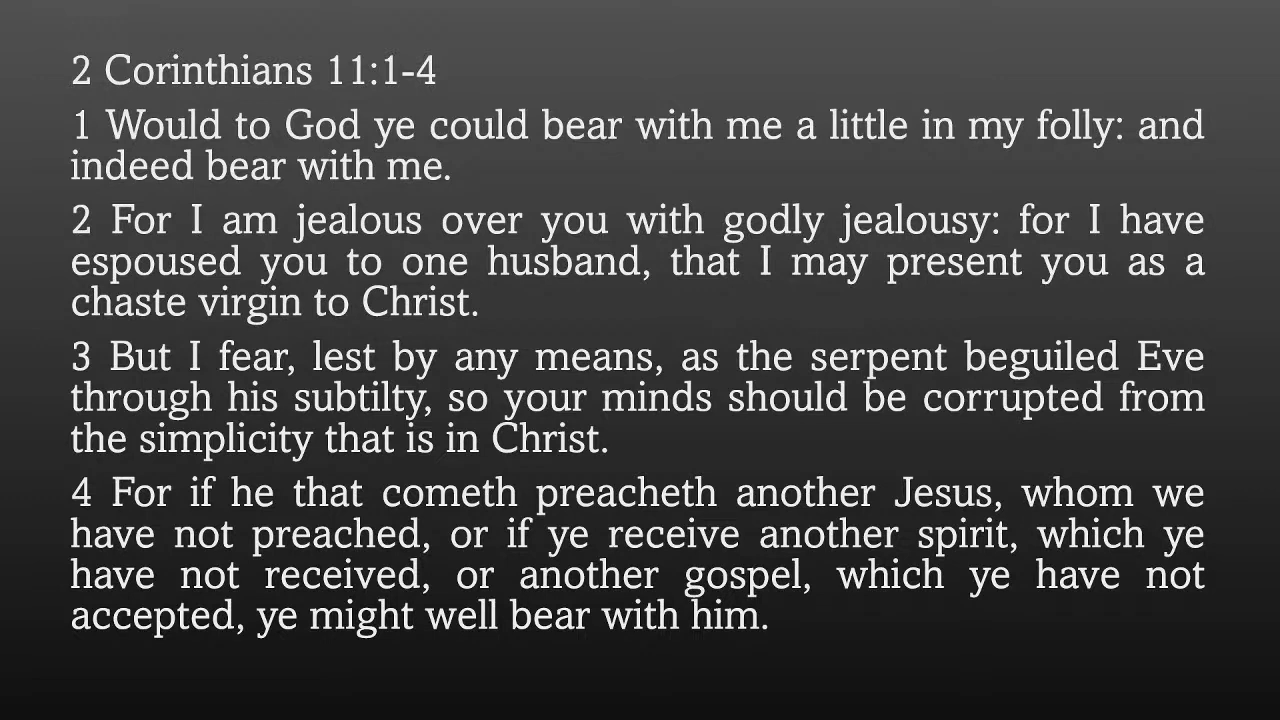 2 Corinthians 11:1-4
1 Would to God ye could bear with me a little in my folly: and
indeed bear with me.
2 For I am jealous over you with godly jealousy: for I have
espoused you to one husband, that I may present you as a
chaste virgin to Christ.
3 But I fear, lest by any means, as the serpent beguiled Eve
through his subtilty, so your minds should be corrupted from
the simplicity that is in Christ.
4 For if he that cometh preacheth another Jesus, whom we
have not preached, or if ye receive another spirit, which ye
have not received, or another gospel, which ye have not
accepted, ye might well bear with him.